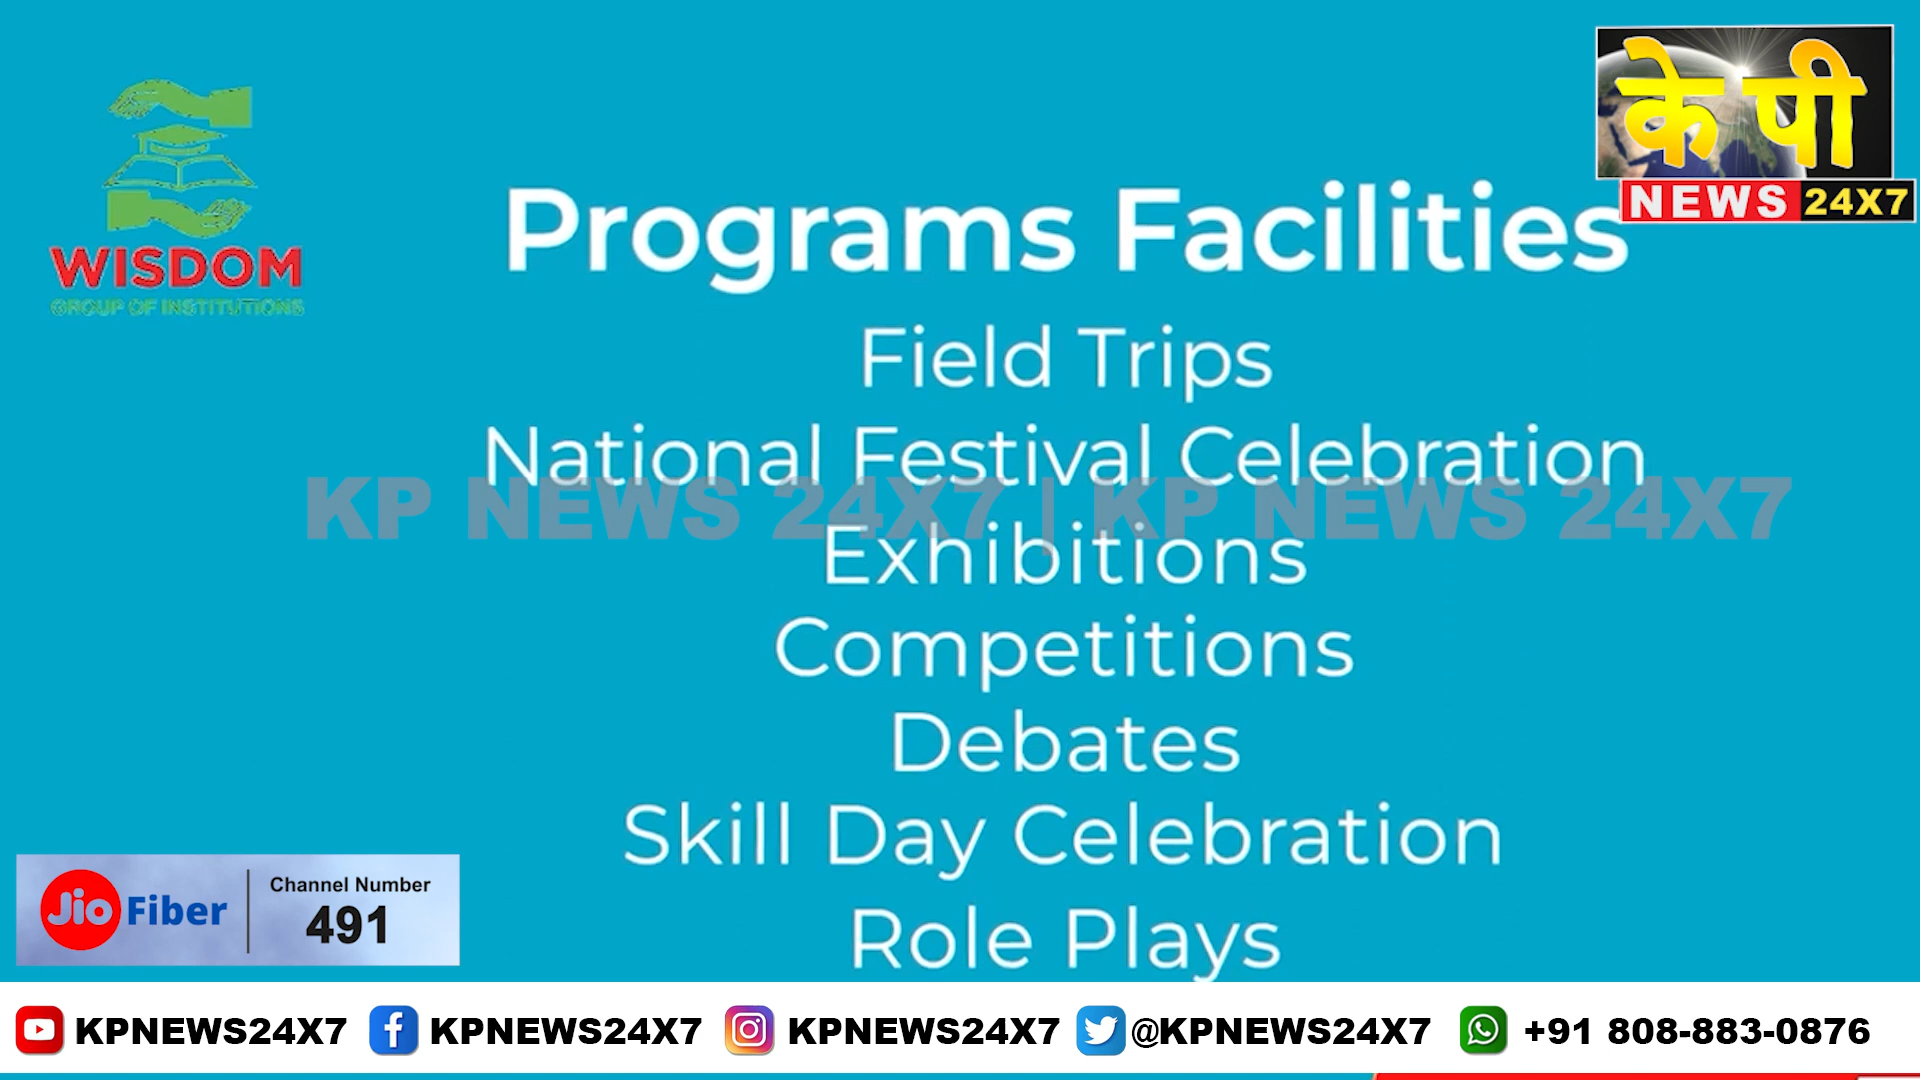 के पी
NEWS 24X7
WISDOM
GROUP OF INSTITUTIONS
Programs Facilities
Field Trips
National Festival Celebration
KP NEWS 24X7 | KP NEWS 24X7
Exhibitions
Competitions
Debates
Skill Day Celebration
Role Plays
Jio Fiber
Channel Number
491
KPNEWS24X7 KPNEWS24X7 KPNEWS24X7 @KPNEWS24X7 +91 808-883-0876